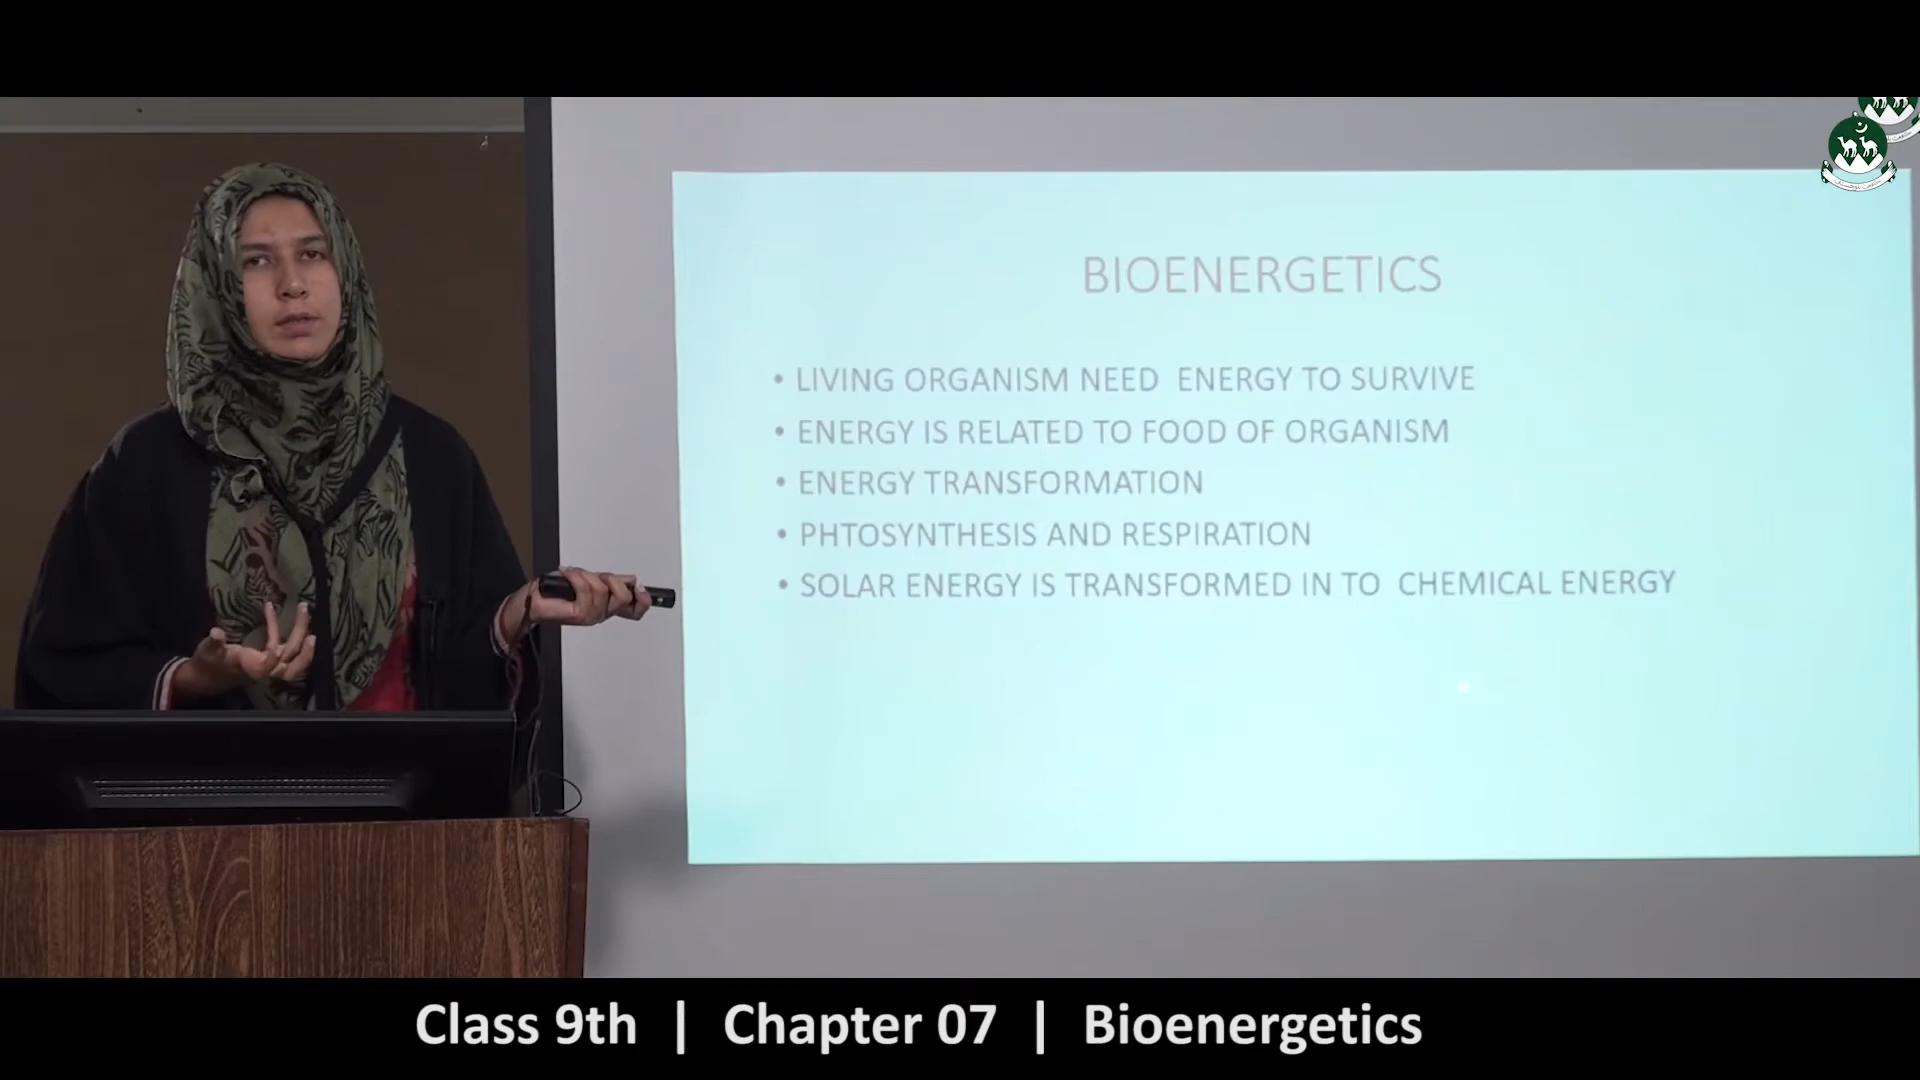 BIOENERGETICS
• LIVING ORGANISM NEED ENERGY TO SURVIVE
• ENERGY IS RELATED TO FOOD OF ORGANISM
• ENERGY TRANSFORMATION
• PHTOSYNTHESIS AND RESPIRATION
• SOLAR ENERGY IS TRANSFORMED IN TO CHEMICAL ENERGY
Class 9th | Chapter 07 | Bioenergetics